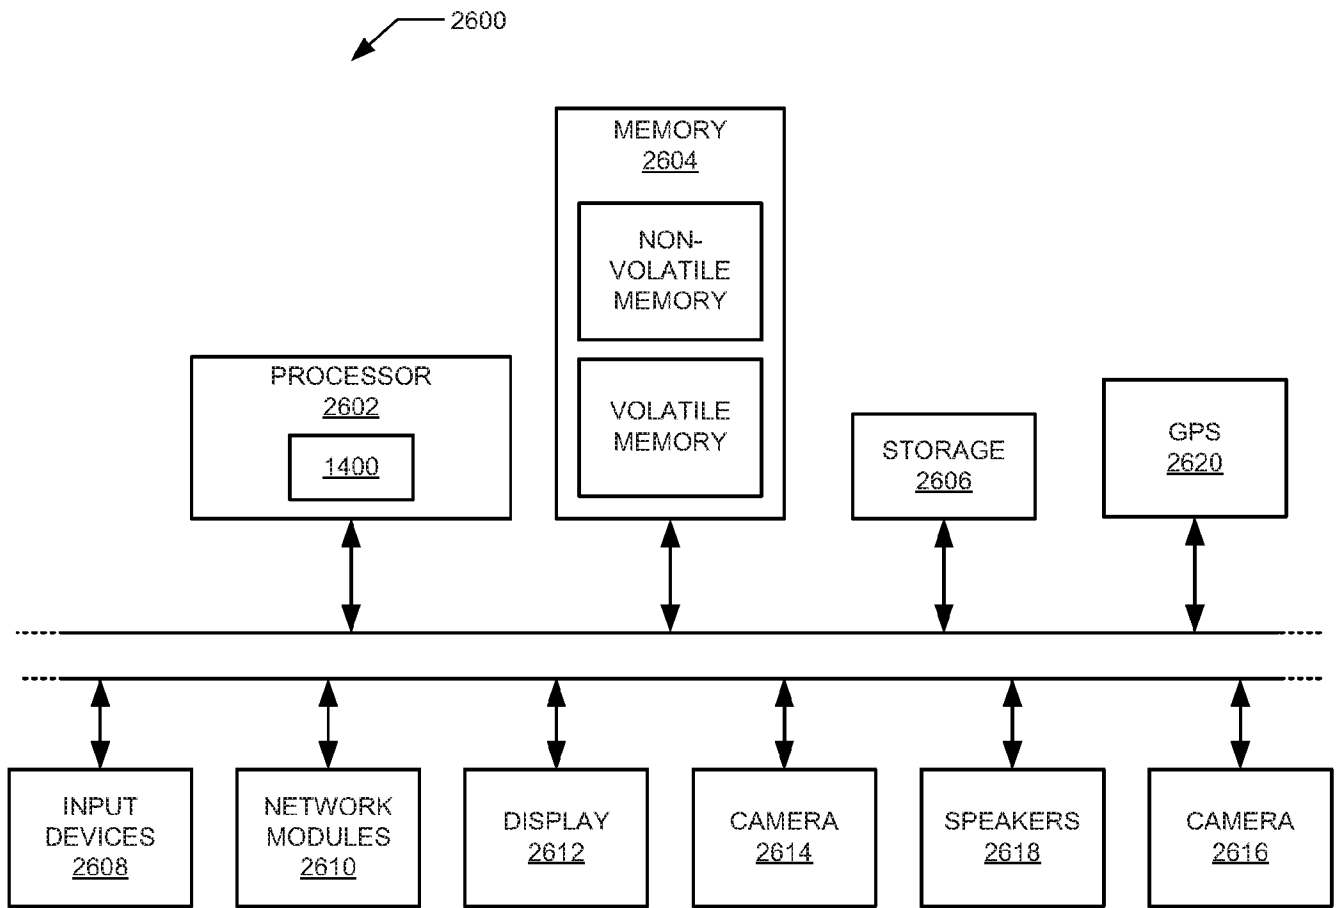 2600
MEMORY
2604
NON-
VOLATILE
MEMORY
VOLATILE
MEMORY
PROCESSOR
2602
1400
STORAGE
2606
GPS
2620
INPUT
DEVICES
2608
NETWORK
MODULES
2610
DISPLAY
2612
CAMERA
2614
SPEAKERS
2618
CAMERA
2616